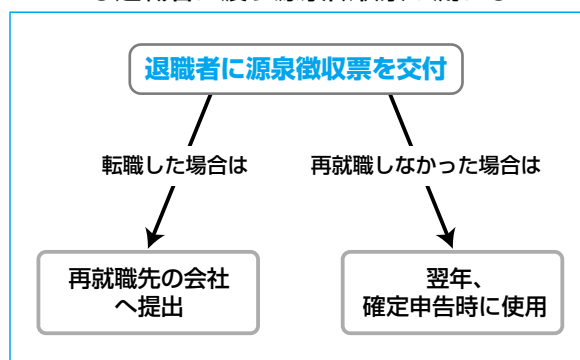 退職者に源泉徴収票を交付
転職した場合は
再就職しなかった場合は
再就職先の会社
へ提出
翌年、
確定申告時に使用